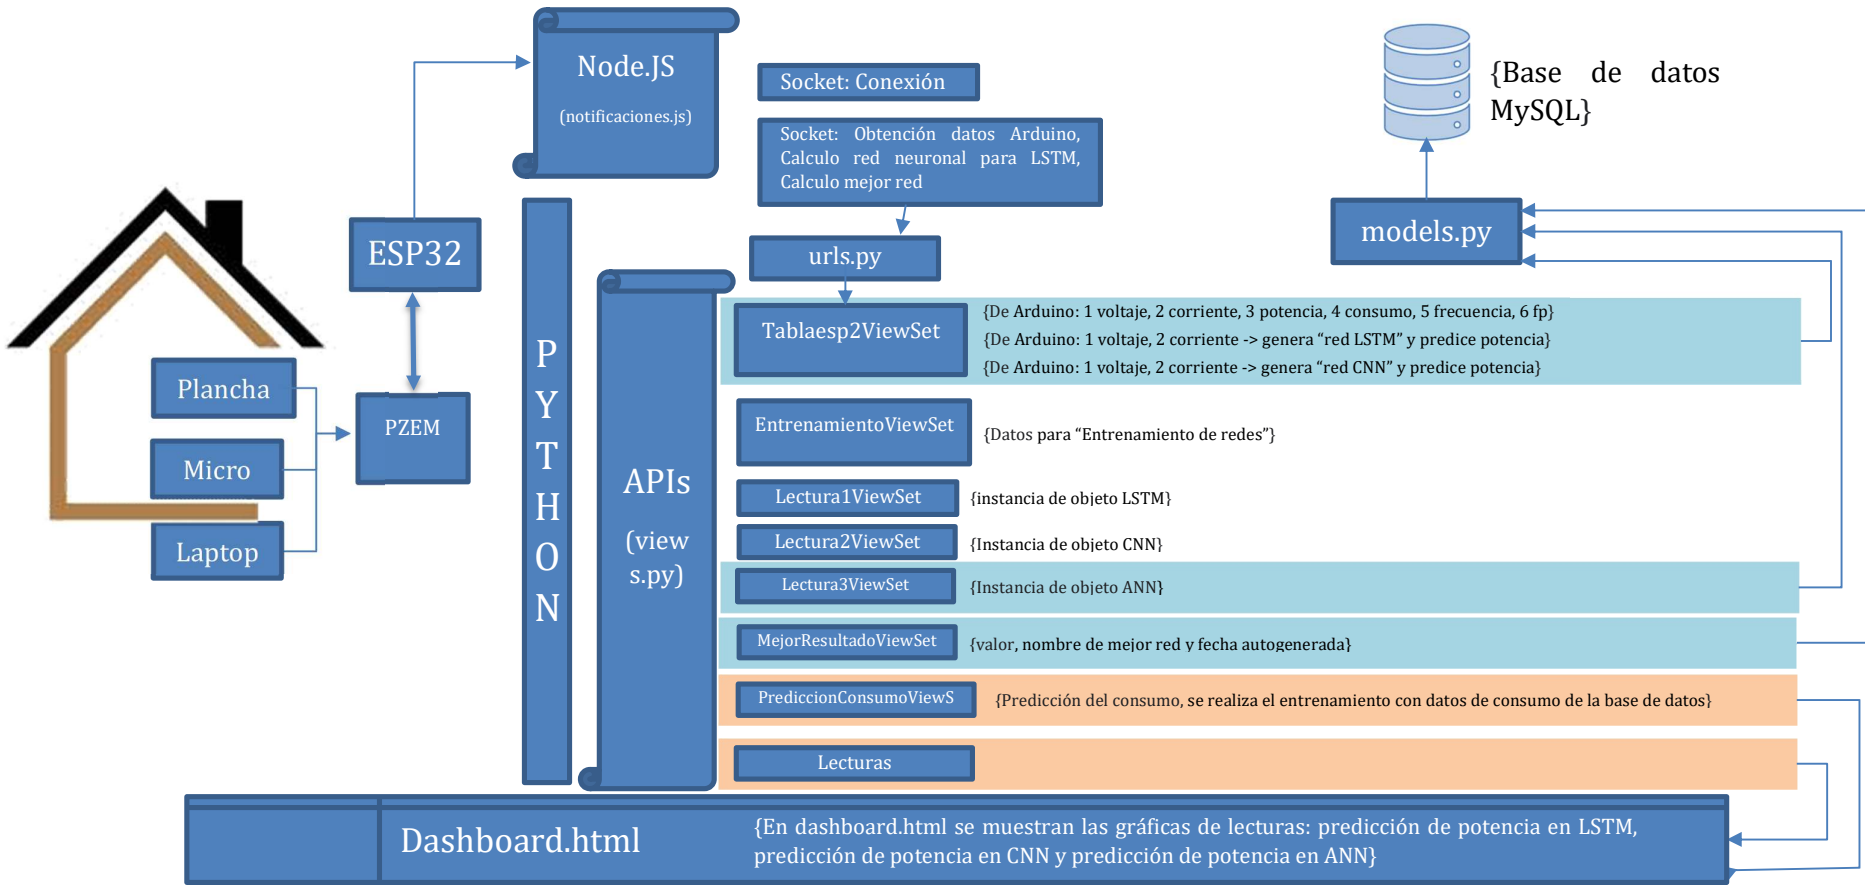 Node.JS
(notificaciones.js)
Socket: Conexión
Socket: Obtención datos Arduino,
Calculo red neuronal para LSTM,
Calculo mejor red
{Base de datos
MySQL}
ESP32
urls.py
models.py
Plancha
Micro
Laptop
PZEM
P
Y
T
H
O
N
APIs
(view
s.py)
Tablaesp2ViewSet
{De Arduino: 1 voltaje, 2 corriente, 3 potencia, 4 consumo, 5 frecuencia, 6 fp}
{De Arduino: 1 voltaje, 2 corriente -> genera “red LSTM” y predice potencia}
{De Arduino: 1 voltaje, 2 corriente -> genera “red CNN” y predice potencia}
EntrenamientoViewSet
{Datos para “Entrenamiento de redes”}
Lectura1ViewSet
{instancia de objeto LSTM}
Lectura2ViewSet
{Instancia de objeto CNN}
Lectura3ViewSet
{Instancia de objeto ANN}
MejorResultadoViewSet
{valor, nombre de mejor red y fecha autogenerada}
PrediccionConsumoViewS
{Predicción del consumo, se realiza el entrenamiento con datos de consumo de la base de datos}
Lecturas
Dashboard.html
{En dashboard.html se muestran las gráficas de lecturas: predicción de potencia en LSTM,
predicción de potencia en CNN y predicción de potencia en ANN}